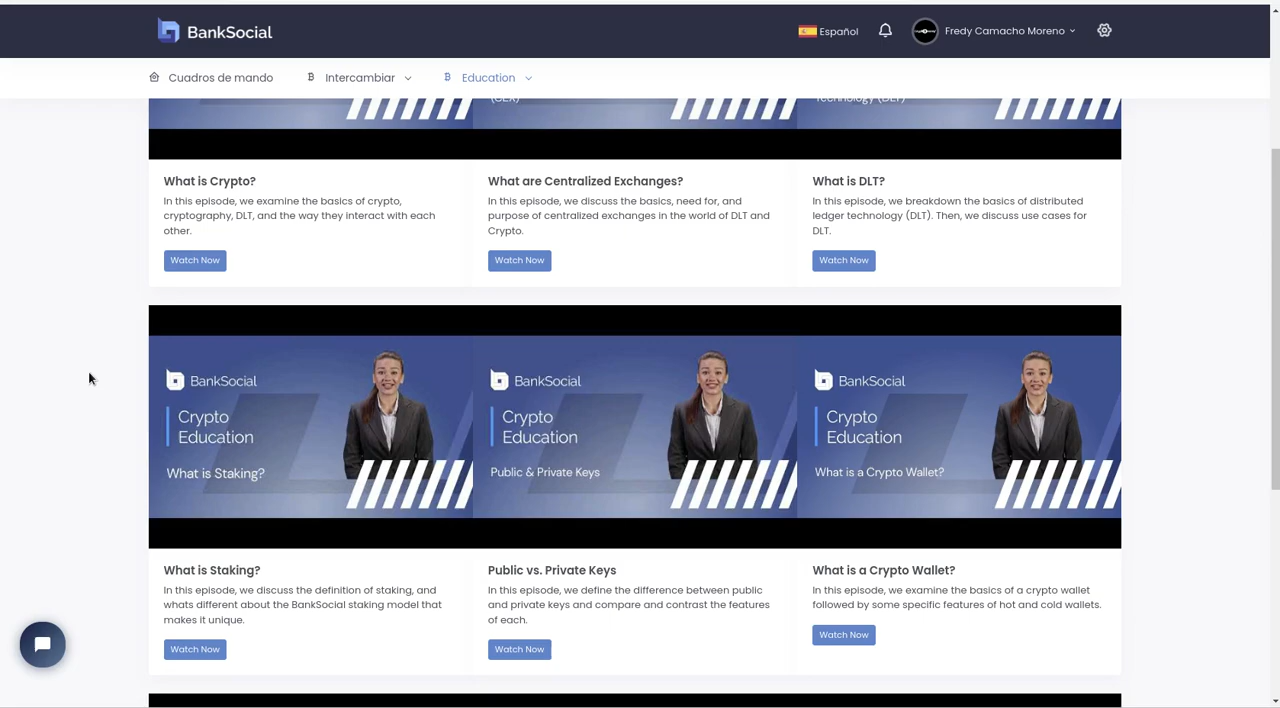 BankSocial
Español
Fredy Camacho Moreno
Cuadros de mando
Intercambiar
Education
(CEX)
Technology (DLT)
What is Crypto?
In this episode, we examine the basics of crypto,
cryptography, DLT, and the way they interact with each
other.
Watch Now
What are Centralized Exchanges?
In this episode, we discuss the basics, need for, and
purpose of centralized exchanges in the world of DLT and
Crypto.
Watch Now
What is DLT?
In this episode, we breakdown the basics of distributed
ledger technology (DLT). Then, we discuss use cases for
DLT.
Watch Now
BankSocial
Crypto
Education
What is Staking?
BankSocial
Crypto
Education
Public & Private Keys
BankSocial
Crypto
Education
What is a Crypto Wallet?
What is Staking?
In this episode, we discuss the definition of staking, and
whats different about the BankSocial staking model that
makes it unique.
Watch Now
Public vs. Private Keys
In this episode, we define the difference between public
and private keys and compare and contrast the features
of each.
Watch Now
What is a Crypto Wallet?
In this episode, we examine the basics of a crypto wallet
followed by some specific features of hot and cold wallets.
Watch Now